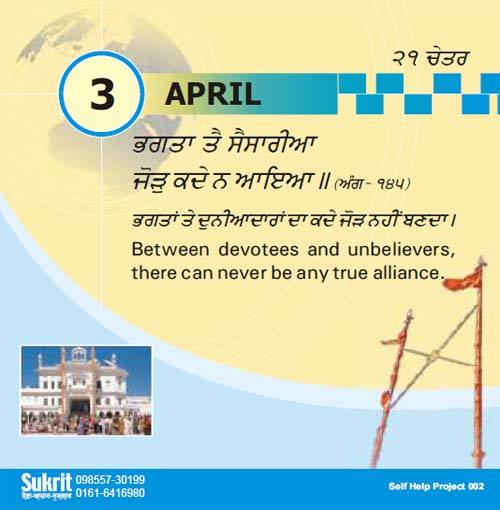 ੨੧ ਚੇਤਰ
3 APRIL
ਭਗਤਾ ਤੈ ਸੈਸਾਰੀਆ
ਜੋੜੁ ਕਦੇ ਨ ਆਇਆ ॥ (ਅੰਗ - ੧੪੫)
ਭਗਤਾਂ ਤੇ ਦੁਨੀਆਦਾਰਾਂ ਦਾ ਕਦੇ ਜੋੜ ਨਹੀਂ ਬਣਦਾ।
Between devotees and unbelievers,
there can never be any true alliance.
Sukrit 098557-30199
0161-6416980
Self Help Project 002